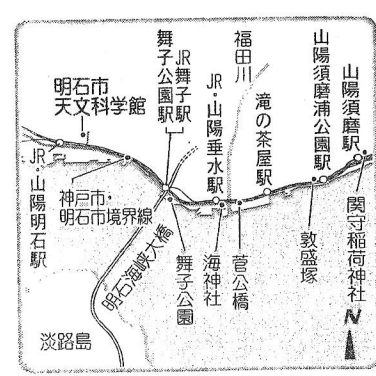 山陽須磨駅
山陽須磨浦公園駅
滝の茶屋駅
福田川
JR・山陽垂水駅
JR舞子駅
舞子公園駅
明石市
天文科学館
JR・山陽明石駅
神戸市・
明石市境界線
明石海峡大橋
舞子公園
海神社
菅公橋
敦盛塚
関守稲荷神社
淡路島
N